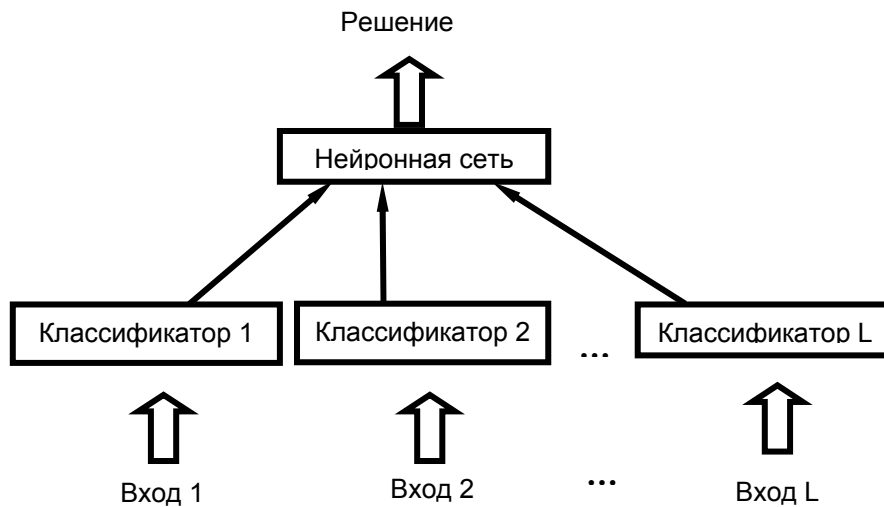 Решение
Нейронная сеть
Классификатор 1
Классификатор 2
...
Классификатор L
Вход 1
Вход 2
...
Вход L